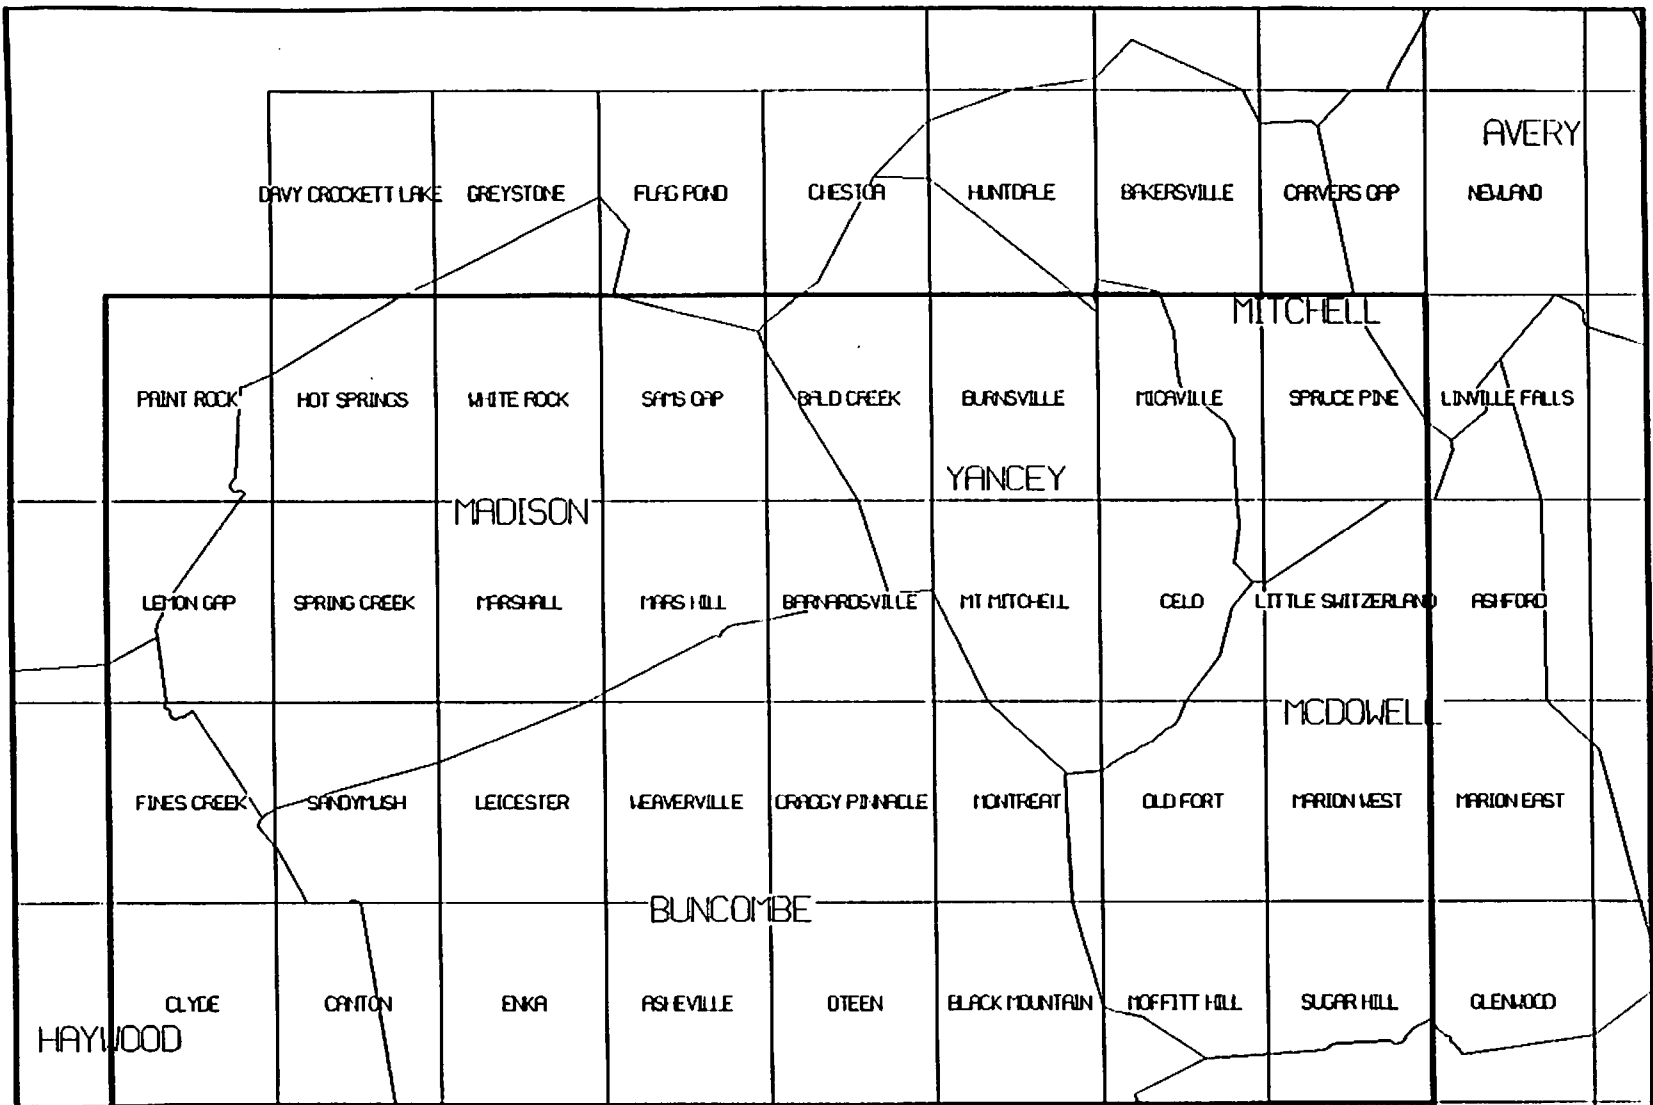 AVERY
DAVY CROCKETT LAKE GREYSTONE FLAG POND CHESTOA HUNTDALE BAKERSVILLE CARVERS GAP NEWLAND
MITCHELL
PAINT ROCK HOT SPRINGS WHITE ROCK SAMS GAP BALD CREEK BURNSVILLE MICAVILLE SPRUCE PINE LINVILLE FALLS
YANCEY
MADISON
LEMON GAP SPRING CREEK MARSHALL MARS HILL BARNARDSVILLE MT MITCHELL CELO LITTLE SWITZERLAND ASHFORD
MCDOWELL
FINES CREEK SANDYMUSH LEICESTER WEAVERVILLE CRAGGY PINNACLE MONTREAT OLD FORT MARION WEST MARION EAST
BUNCOMBE
CLYDE CANTON ENKA ASHEVILLE OTEEN BLACK MOUNTAIN MOFFITT HILL SUGAR HILL GLENWOOD
HAYWOOD